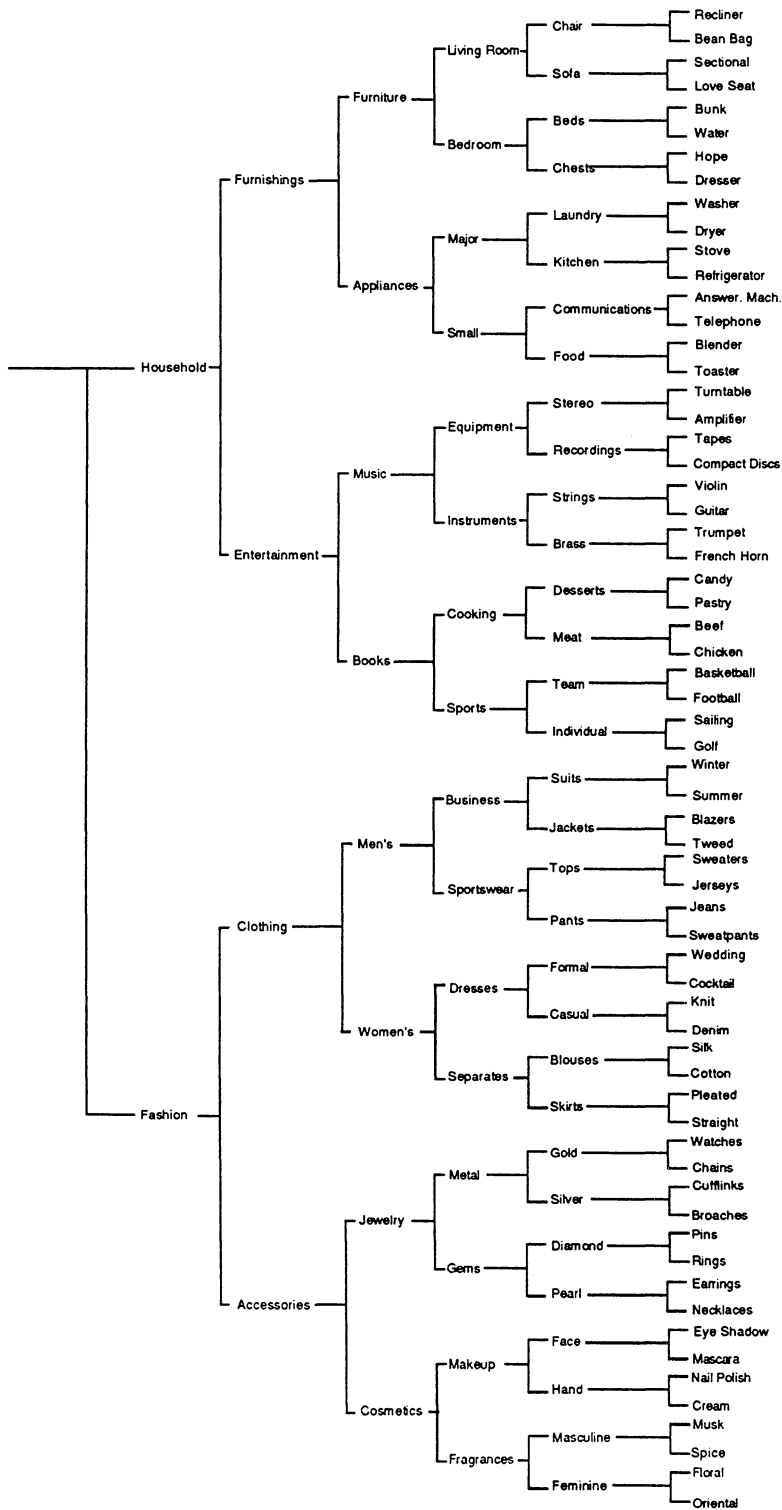 Household
Furnishings
Furniture
Living Room
Chair
Recliner
Bean Bag
Sofa
Sectional
Love Seat
Bedroom
Beds
Bunk
Water
Chests
Hope
Dresser
Appliances
Major
Laundry
Washer
Dryer
Kitchen
Stove
Refrigerator
Small
Communications
Answer. Mach.
Telephone
Food
Blender
Toaster
Entertainment
Music
Equipment
Stereo
Turntable
Amplifier
Recordings
Tapes
Compact Discs
Instruments
Strings
Violin
Guitar
Brass
Trumpet
French Horn
Books
Cooking
Desserts
Candy
Pastry
Meat
Beef
Chicken
Sports
Team
Basketball
Football
Individual
Sailing
Golf
Fashion
Clothing
Men's
Business
Suits
Winter
Summer
Jackets
Blazers
Tweed
Sportswear
Tops
Sweaters
Jerseys
Pants
Jeans
Sweatpants
Women's
Dresses
Formal
Wedding
Cocktail
Casual
Knit
Denim
Separates
Blouses
Silk
Cotton
Skirts
Pleated
Straight
Accessories
Jewelry
Metal
Gold
Watches
Chains
Silver
Cufflinks
Broaches
Gems
Diamond
Pins
Rings
Pearl
Earrings
Necklaces
Cosmetics
Makeup
Face
Eye Shadow
Mascara
Hand
Nail Polish
Cream
Fragrances
Masculine
Musk
Spice
Feminine
Floral
Oriental